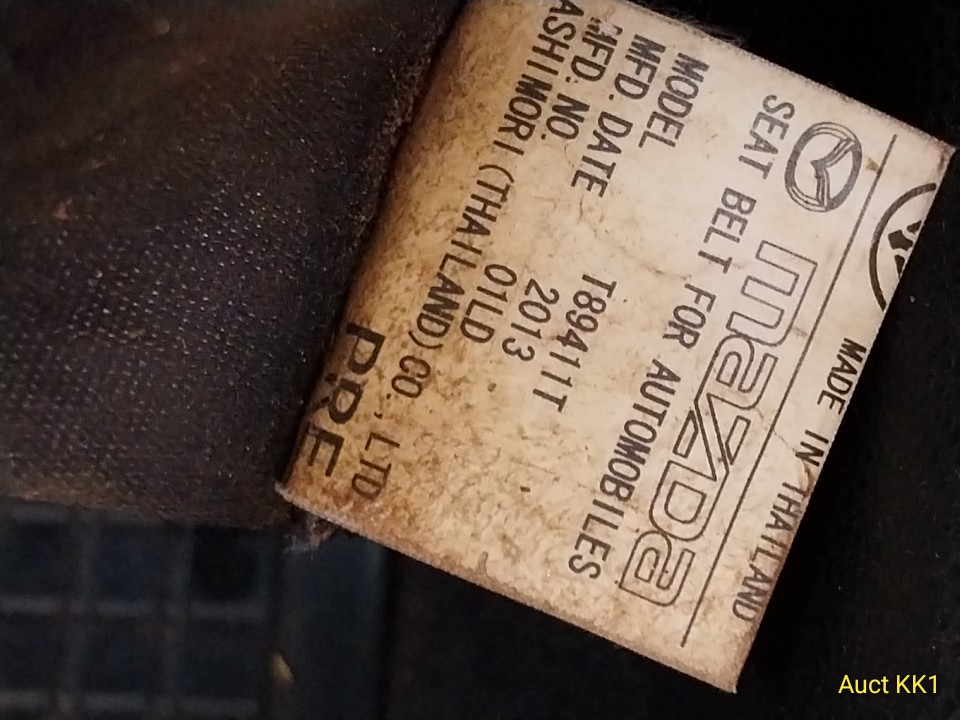 MADE IN THAILAND
mazda
SEAT BELT FOR AUTOMOBILES
MODEL T89411T
MFD. DATE 2013
MFD. NO. 01LD
ASHIMORI (THAILAND) CO., LTD
PRE
Auct KK1